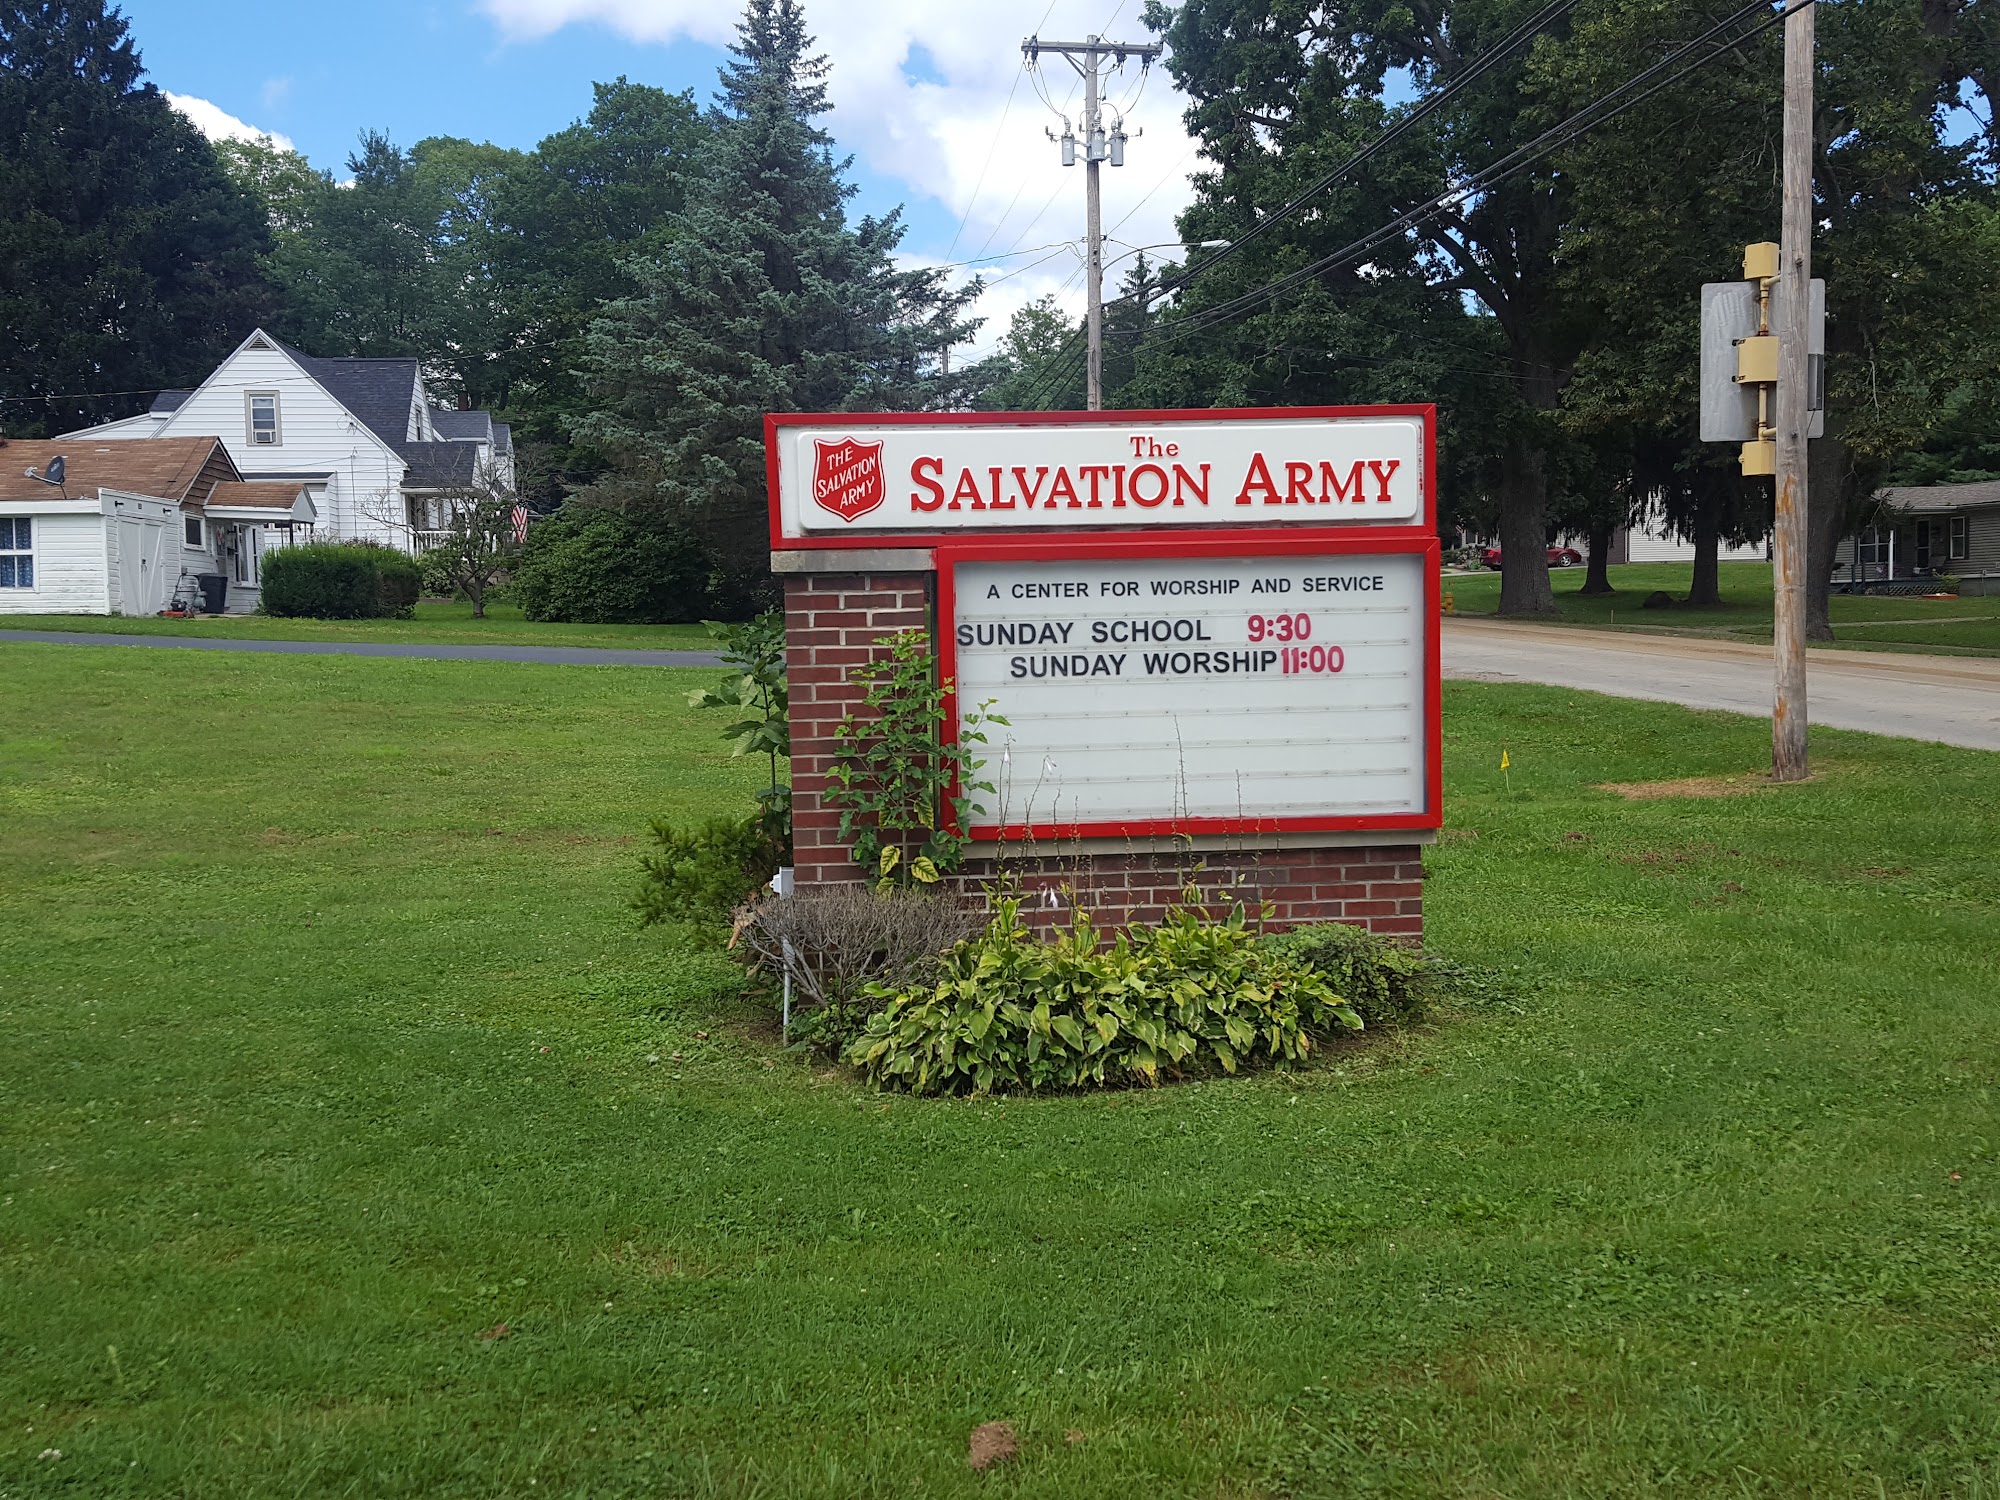 THE
SALVATION
ARMY
The
SALVATION ARMY
A CENTER FOR WORSHIP AND SERVICE
SUNDAY SCHOOL 9:30
SUNDAY WORSHIP 11:00